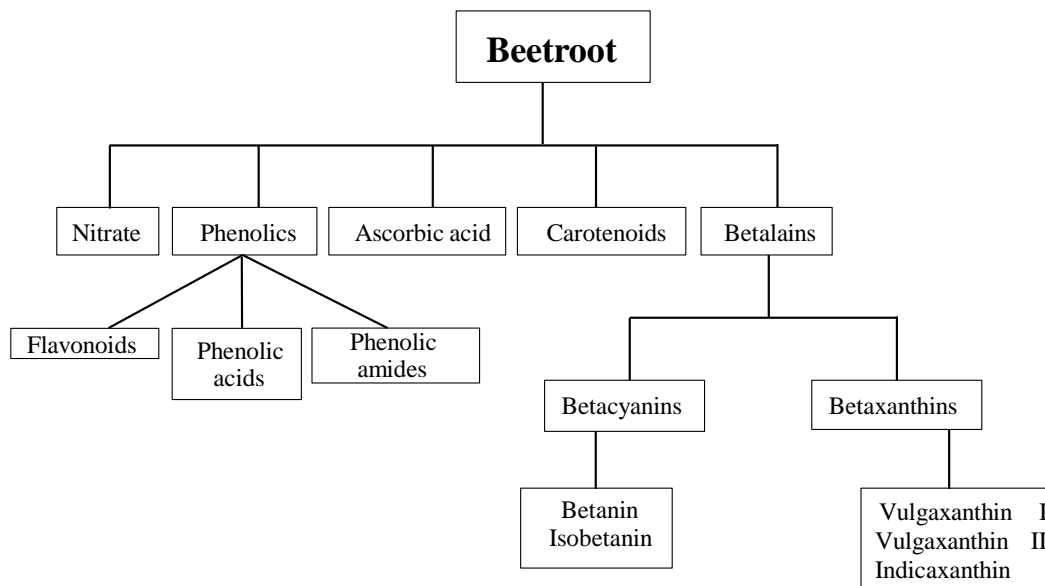 Beetroot
Nitrate
Phenolics
Ascorbic acid
Carotenoids
Betalains
Flavonoids
Phenolic
acids
Phenolic
amides
Betacyanins
Betaxanthins
Betanin
Isobetanin
Vulgaxanthin I
Vulgaxanthin II
Indicaxanthin